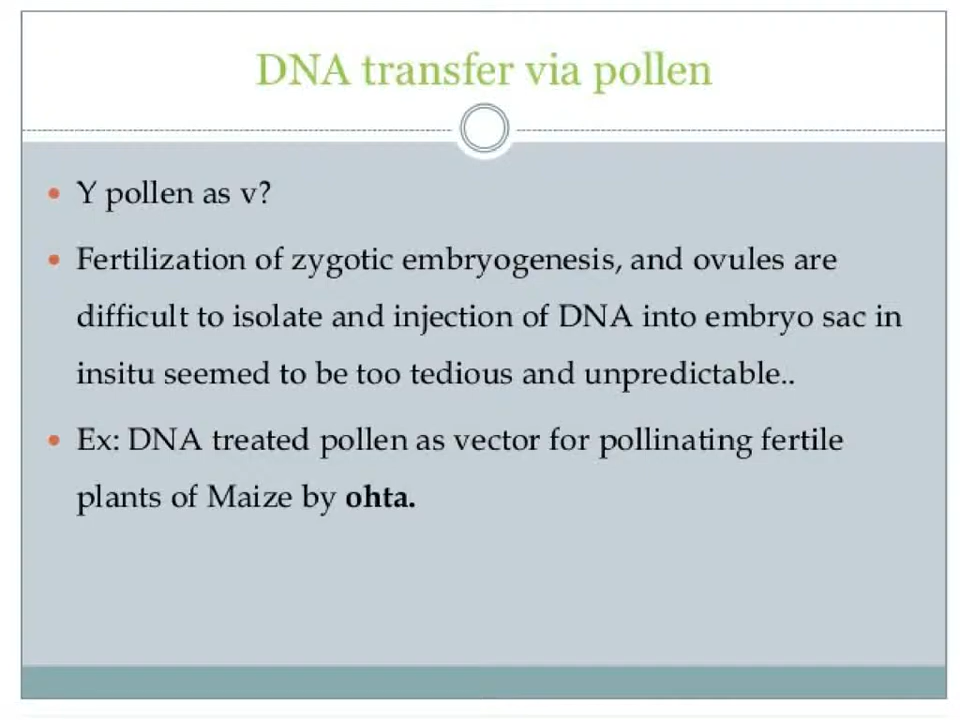 DNA transfer via pollen
• Y pollen as v?
• Fertilization of zygotic embryogenesis, and ovules are
difficult to isolate and injection of DNA into embryo sac in
insitu seemed to be too tedious and unpredictable..
• Ex: DNA treated pollen as vector for pollinating fertile
plants of Maize by ohta.